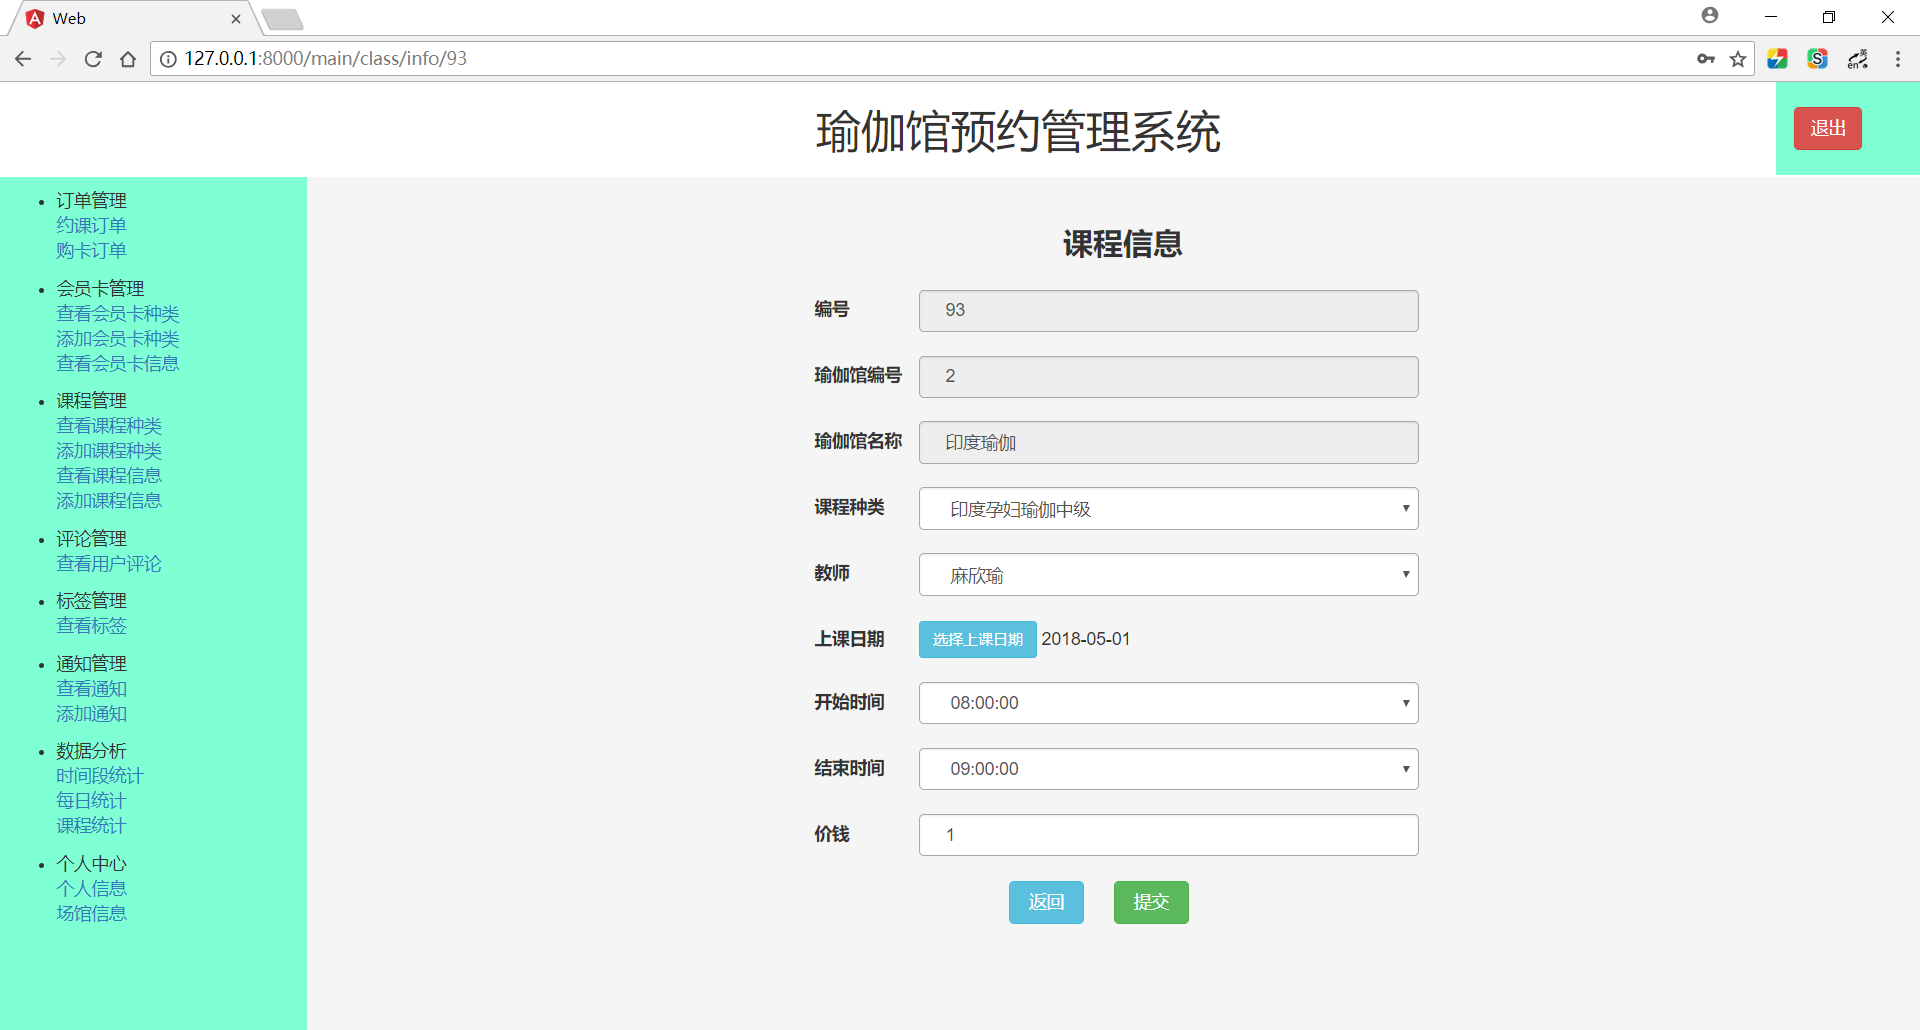 Web
127.0.0.1:8000/main/class/info/93
瑜伽馆预约管理系统
退出
订单管理
约课订单
购卡订单
会员卡管理
查看会员卡种类
添加会员卡种类
查看会员卡信息
课程管理
查看课程种类
添加课程种类
查看课程信息
添加课程信息
评论管理
查看用户评论
标签管理
查看标签
通知管理
查看通知
添加通知
数据分析
时间段统计
每日统计
课程统计
个人中心
个人信息
场馆信息
课程信息
编号 93
瑜伽馆编号 2
瑜伽馆名称 印度瑜伽
课程种类 印度孕妇瑜伽中级
教师 麻欣瑜
上课日期 选择上课日期 2018-05-01
开始时间 08:00:00
结束时间 09:00:00
价钱 1
返回 提交